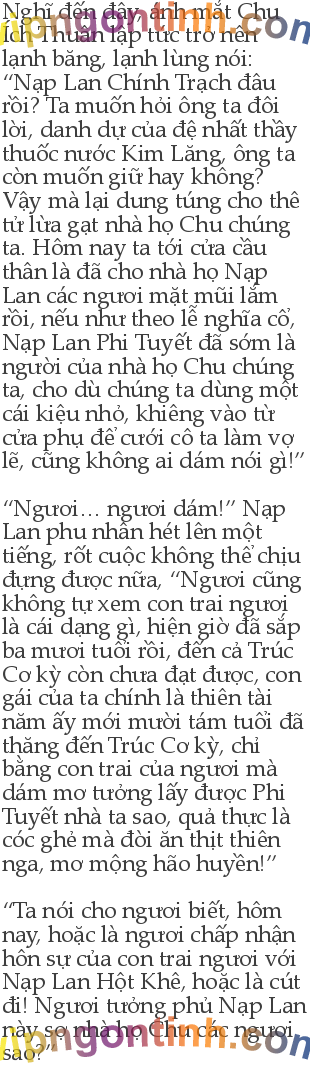 Nghĩ đến đây, ánh mắt Chu
Ích Thuần lập tức trở nên
lạnh băng, lạnh lùng nói:
“Nạp Lan Chính Trạch đâu
rồi? Ta muốn hỏi ông ta đôi
lời, danh dự của đệ nhất thầy
thuốc nước Kim Lăng, ông ta
còn muốn giữ hay không?
Vậy mà lại dung túng cho thê
tử lừa gạt nhà họ Chu chúng
ta. Hôm nay ta tới cửa cầu
thân là đã cho nhà họ Nạp
Lan các ngươi mặt mũi lắm
rồi, nếu như theo lễ nghĩa cổ,
Nạp Lan Phi Tuyết đã sớm là
người của nhà họ Chu chúng
ta, cho dù chúng ta dùng một
cái kiệu nhỏ, khiêng vào từ
cửa phụ để cưới cô ta làm vợ
lẽ, cũng không ai dám nói gì!”
“Ngươi… ngươi dám!” Nạp
Lan phu nhân hét lên một
tiếng, rốt cuộc không thể chịu
đựng được nữa, “Ngươi cũng
không tự xem con trai ngươi
là cái dạng gì, hiện giờ đã sắp
ba mươi tuổi rồi, đến cả Trúc
Cơ kỳ còn chưa đạt được, con
gái của ta chính là thiên tài
năm ấy mới mười tám tuổi đã
thăng đến Trúc Cơ kỳ, chỉ
bằng con trai của ngươi mà
dám mơ tưởng lấy được Phi
Tuyết nhà ta sao, quả thực là
cóc ghẻ mà đòi ăn thịt thiên
nga, mơ mộng hão huyền!”
“Ta nói cho ngươi biết, hôm
nay, hoặc là ngươi chấp nhận
hôn sự của con trai ngươi với
Nạp Lan Hột Khê, hoặc là cút
đi! Ngươi tưởng phủ Nạp Lan
này sợ nhà họ Chu các ngươi
sao?”
vipngontinh.com
vipngontinh.com